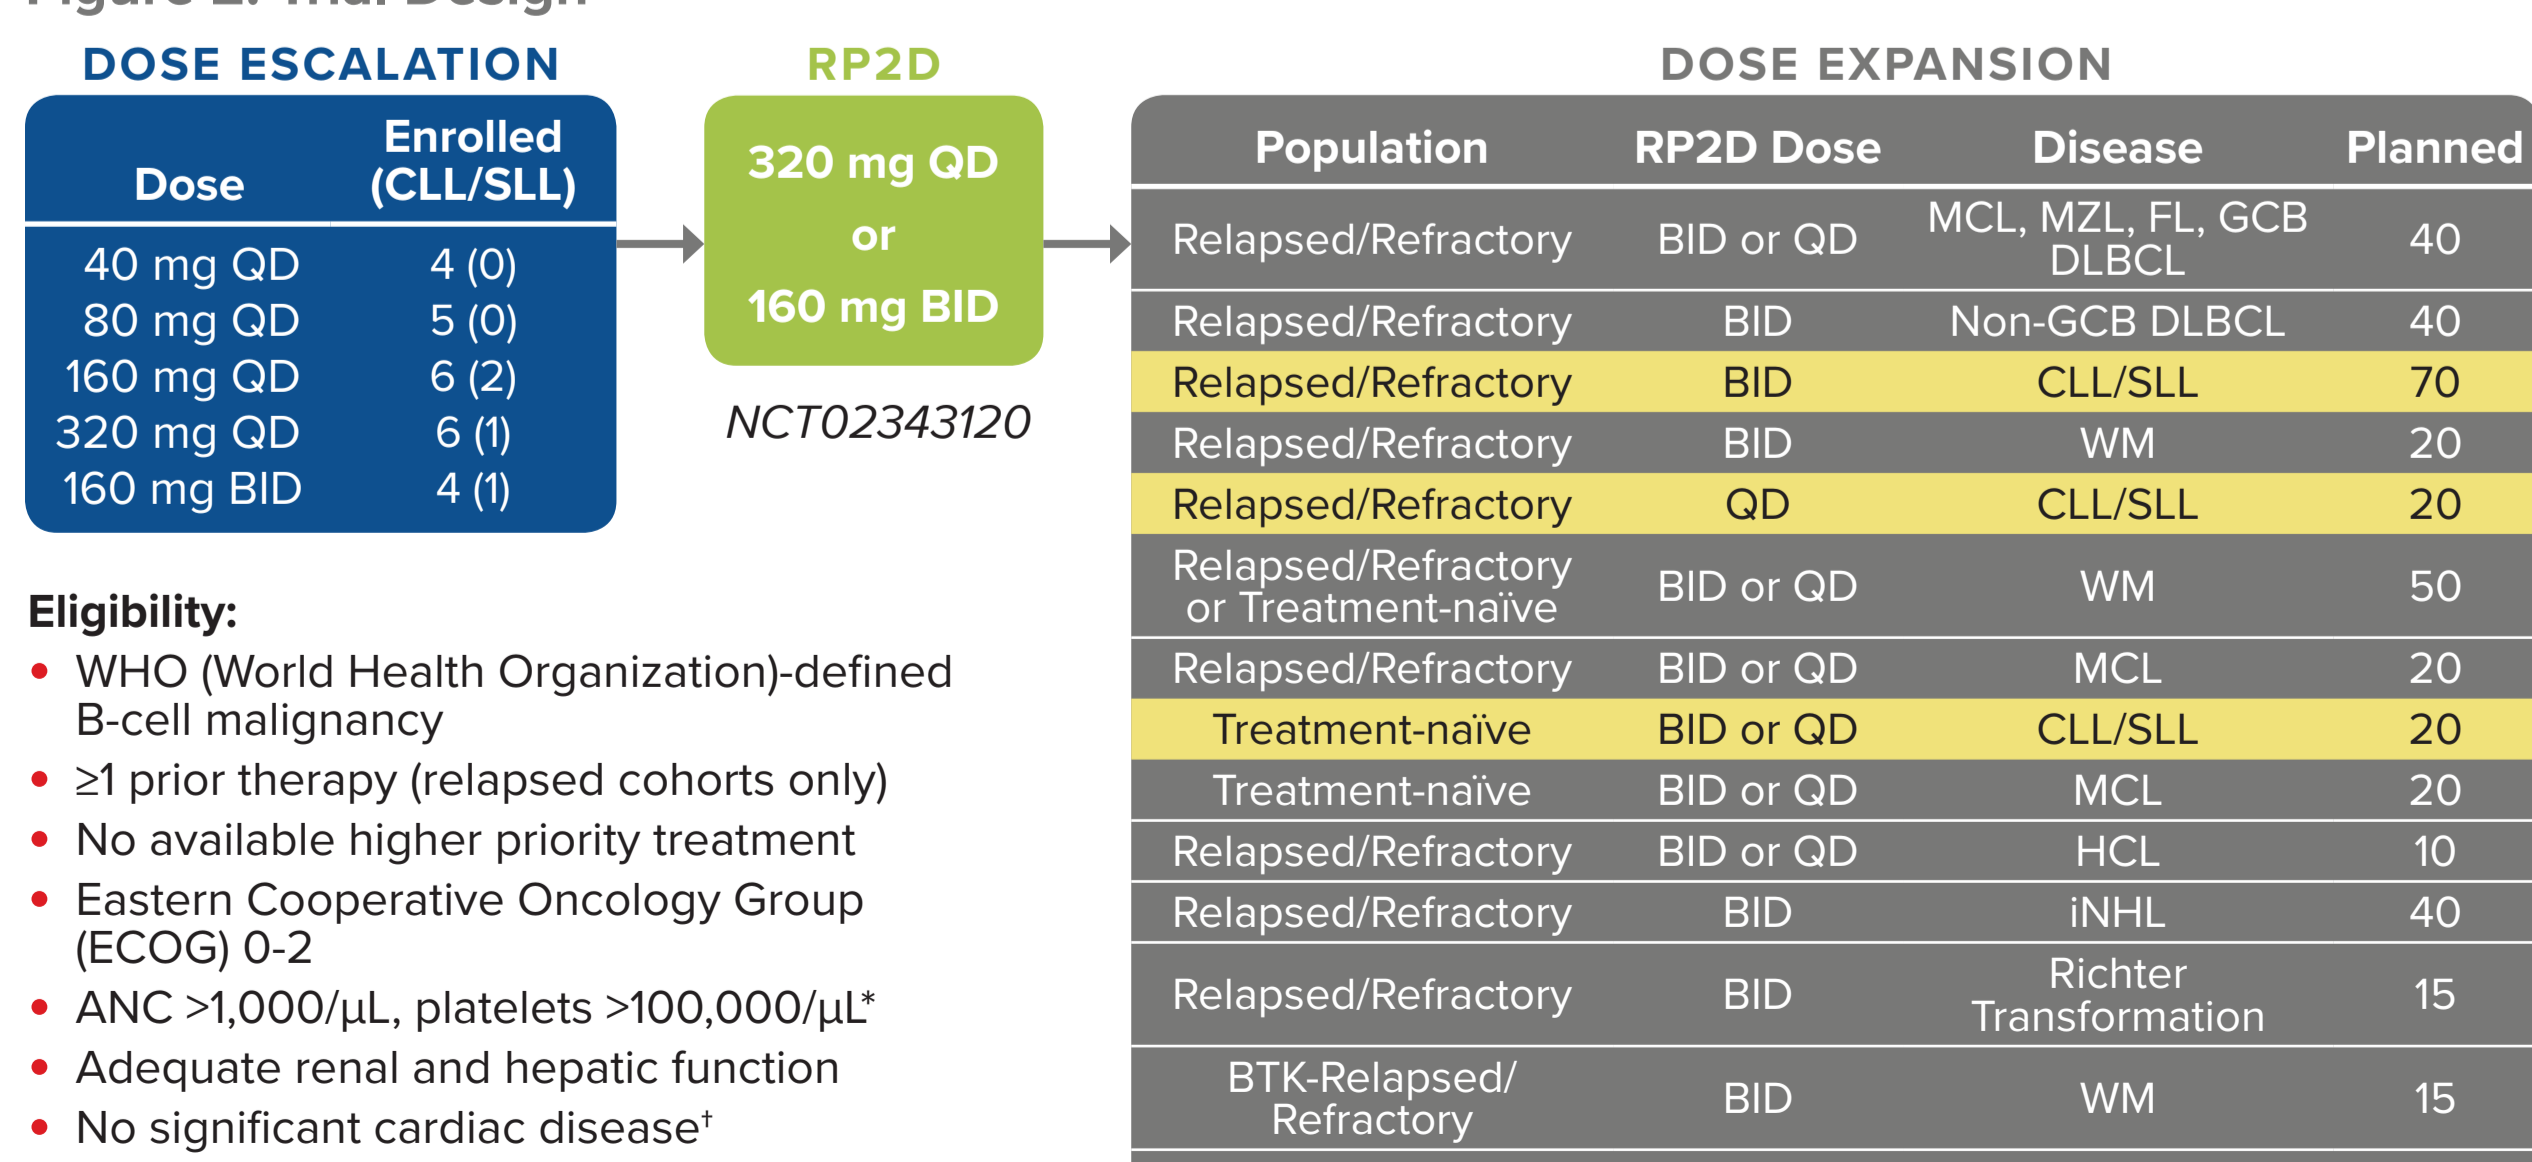 Figure 2. Trial Design
DOSE ESCALATION
Dose Enrolled (CLL/SLL)
40 mg QD 4 (0)
80 mg QD 5 (0)
160 mg QD 6 (2)
320 mg QD 6 (1)
160 mg BID 4 (1)
RP2D
320 mg QD
or
160 mg BID
NCT02343120
Eligibility:
• WHO (World Health Organization)-defined
B-cell malignancy
• ≥1 prior therapy (relapsed cohorts only)
• No available higher priority treatment
• Eastern Cooperative Oncology Group
(ECOG) 0-2
• ANC >1,000/µL, platelets >100,000/µL*
• Adequate renal and hepatic function
• No significant cardiac disease†
DOSE EXPANSION
Population RP2D Dose Disease Planned
Relapsed/Refractory BID or QD MCL, MZL, FL, GCB DLBCL 40
Relapsed/Refractory BID Non-GCB DLBCL 40
Relapsed/Refractory BID CLL/SLL 70
Relapsed/Refractory BID WM 20
Relapsed/Refractory QD CLL/SLL 20
Relapsed/Refractory or Treatment-naïve BID or QD WM 50
Relapsed/Refractory BID or QD MCL 20
Treatment-naïve BID or QD CLL/SLL 20
Treatment-naïve BID or QD MCL 20
Relapsed/Refractory BID or QD HCL 10
Relapsed/Refractory BID iNHL 40
Relapsed/Refractory BID Richter Transformation 15
BTK-Relapsed/ Refractory BID WM 15